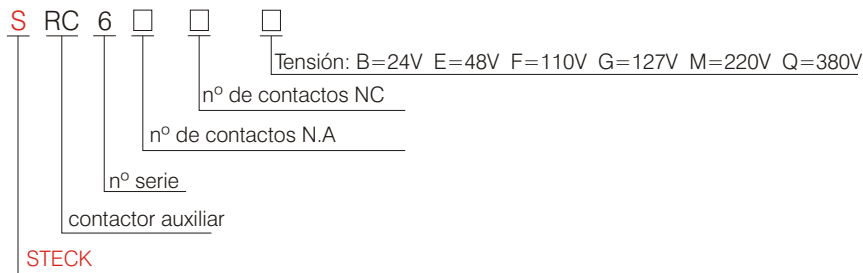 S RC 6 □ □ □
Tensión: B=24V E=48V F=110V G=127V M=220V Q=380V
nº de contactos NC
nº de contactos N.A
nº serie
contactor auxiliar
STECK